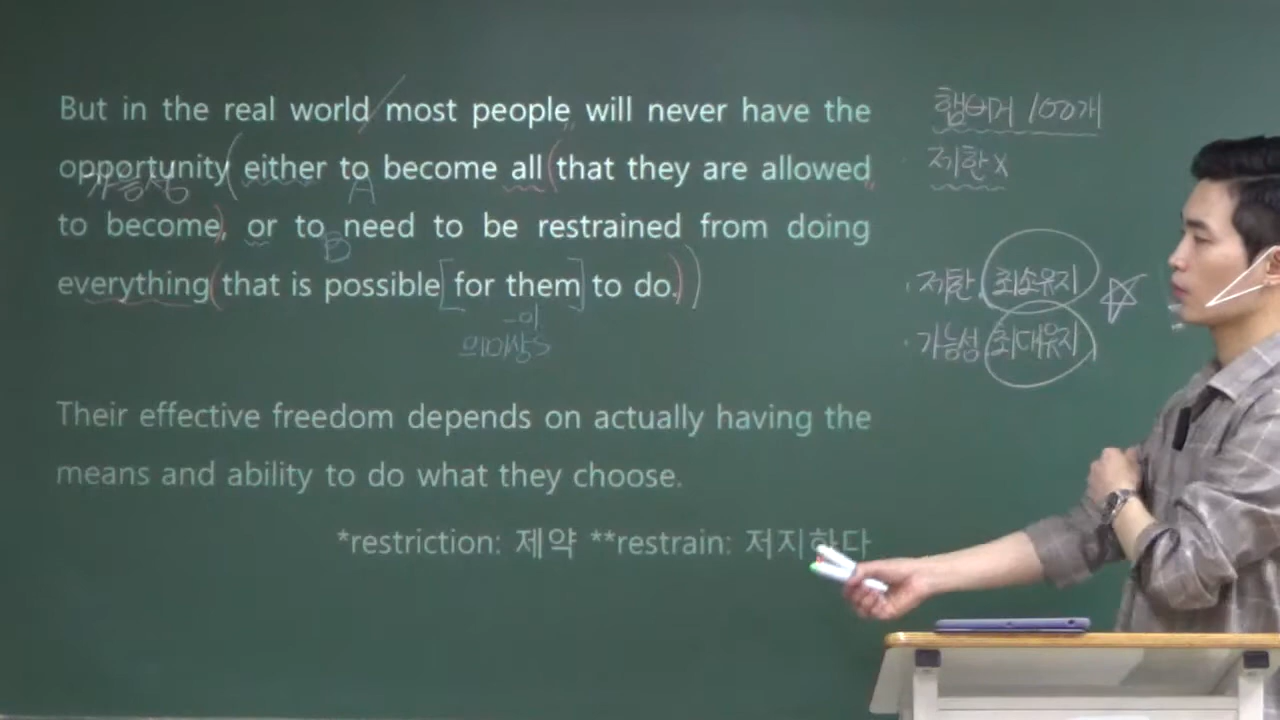 But in the real world most people will never have the
opportunity either to become all that they are allowed
가능성
A
to become, or to need to be restrained from doing
B
everything that is possible for them to do.
-이
의미상S
Their effective freedom depends on actually having the
means and ability to do what they choose.
*restriction: 제약 **restrain: 저지하다
햄버거 100개
제한 x
· 제한 최소유지
· 가능성 최대유지